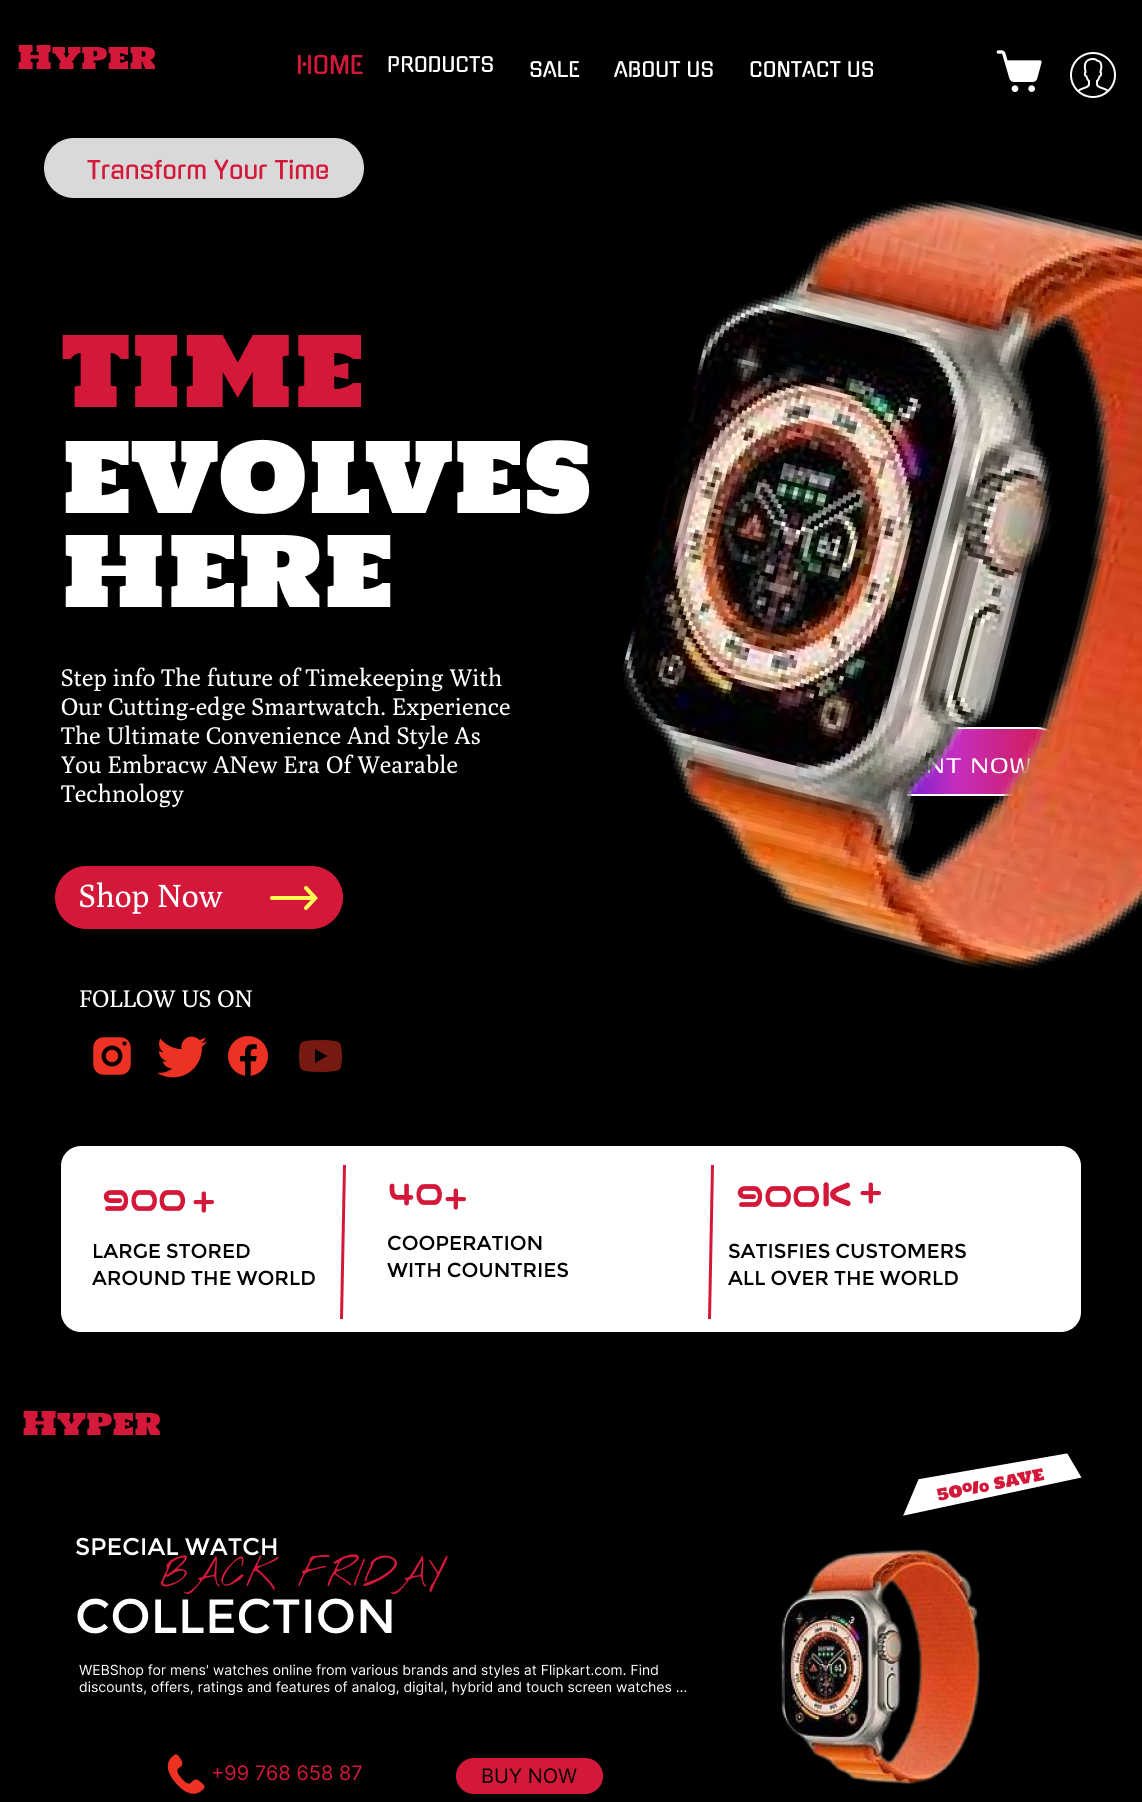 HYPER
HOME PRODUCTS SALE ABOUT US CONTACT US
Transform Your Time
TIME
EVOLVES
HERE
Step info The future of Timekeeping With
Our Cutting-edge Smartwatch. Experience
The Ultimate Convenience And Style As
You Embracw ANew Era Of Wearable
Technology
NT NOW
Shop Now
FOLLOW US ON
900+
LARGE STORED
AROUND THE WORLD
40+
COOPERATION
WITH COUNTRIES
900K+
SATISFIES CUSTOMERS
ALL OVER THE WORLD
HYPER
50% SAVE
SPECIAL WATCH
BACK FRIDAY
COLLECTION
WEBShop for mens' watches online from various brands and styles at Flipkart.com. Find
discounts, offers, ratings and features of analog, digital, hybrid and touch screen watches ...
+99 768 658 87
BUY NOW